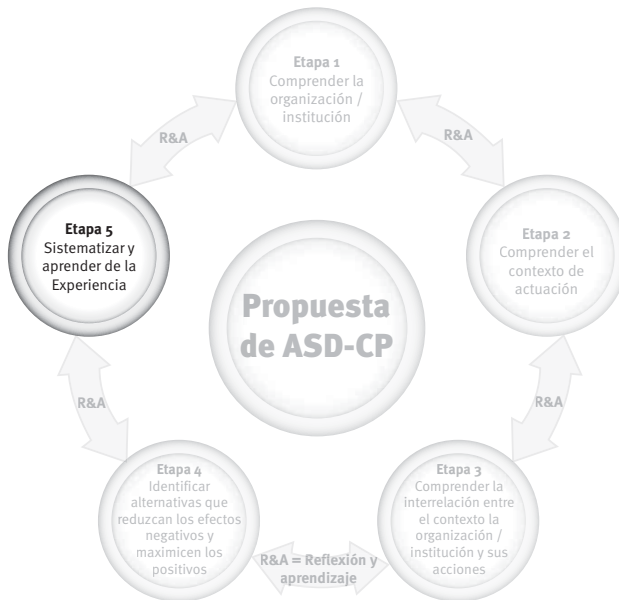 Etapa 1
Comprender la
organización /
institución
R&A
R&A
Etapa 5
Sistematizar y
aprender de la
Experiencia
Etapa 2
Comprender el
contexto de
actuación
Propuesta
de ASD-CP
R&A
R&A
Etapa 4
Identificar
alternativas que
reduzcan los efectos
negativos y
maximicen los
positivos
Etapa 3
Comprender la
interrelación entre
el contexto la
organización /
institución y sus
acciones
R&A = Reflexión y
aprendizaje